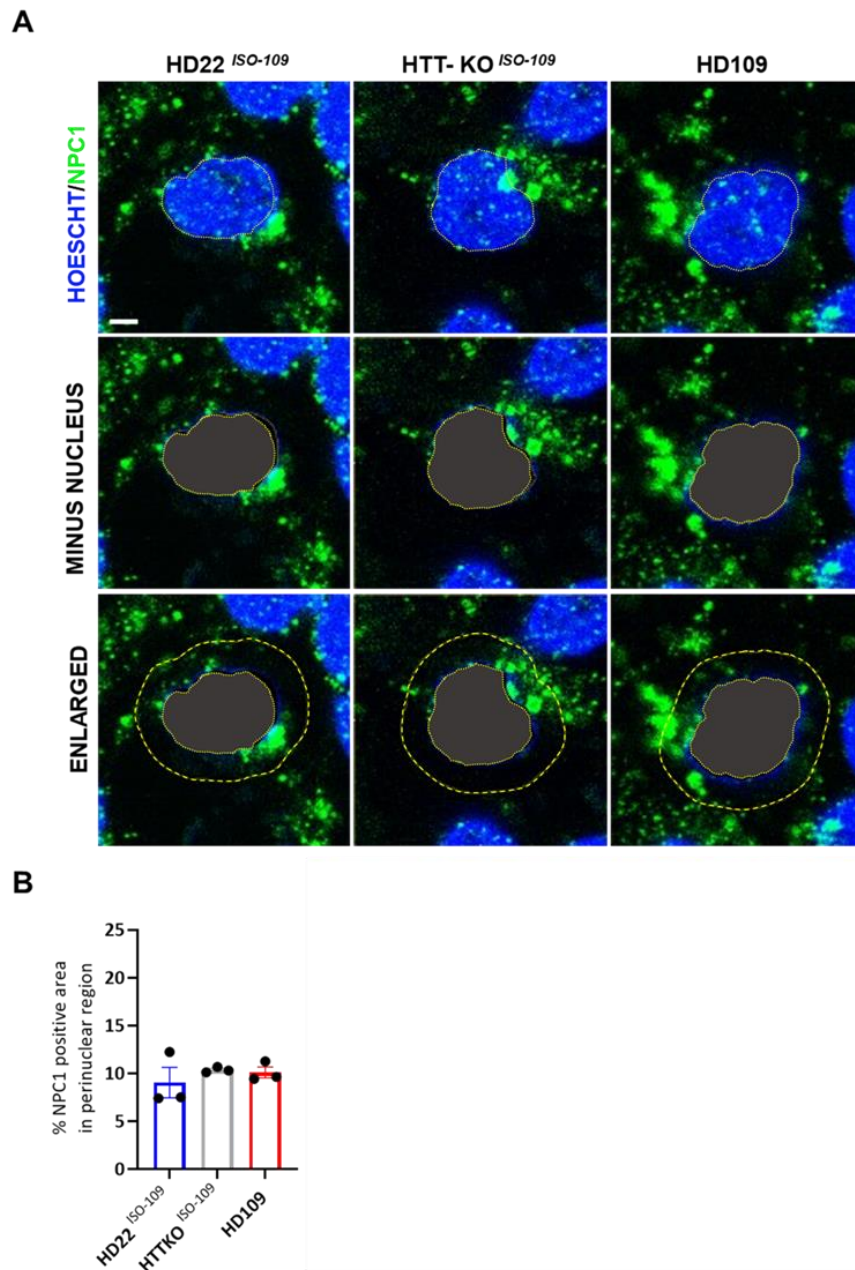 A
HD22 ISO-109
HTT- KO ISO-109
HD109
HOESCHT/NPC1
MINUS NUCLEUS
ENLARGED
B
% NPC1 positive area
in perinuclear region
25
20
15
10
5
0
HD22 ISO-109
HTTKO ISO-109
HD109